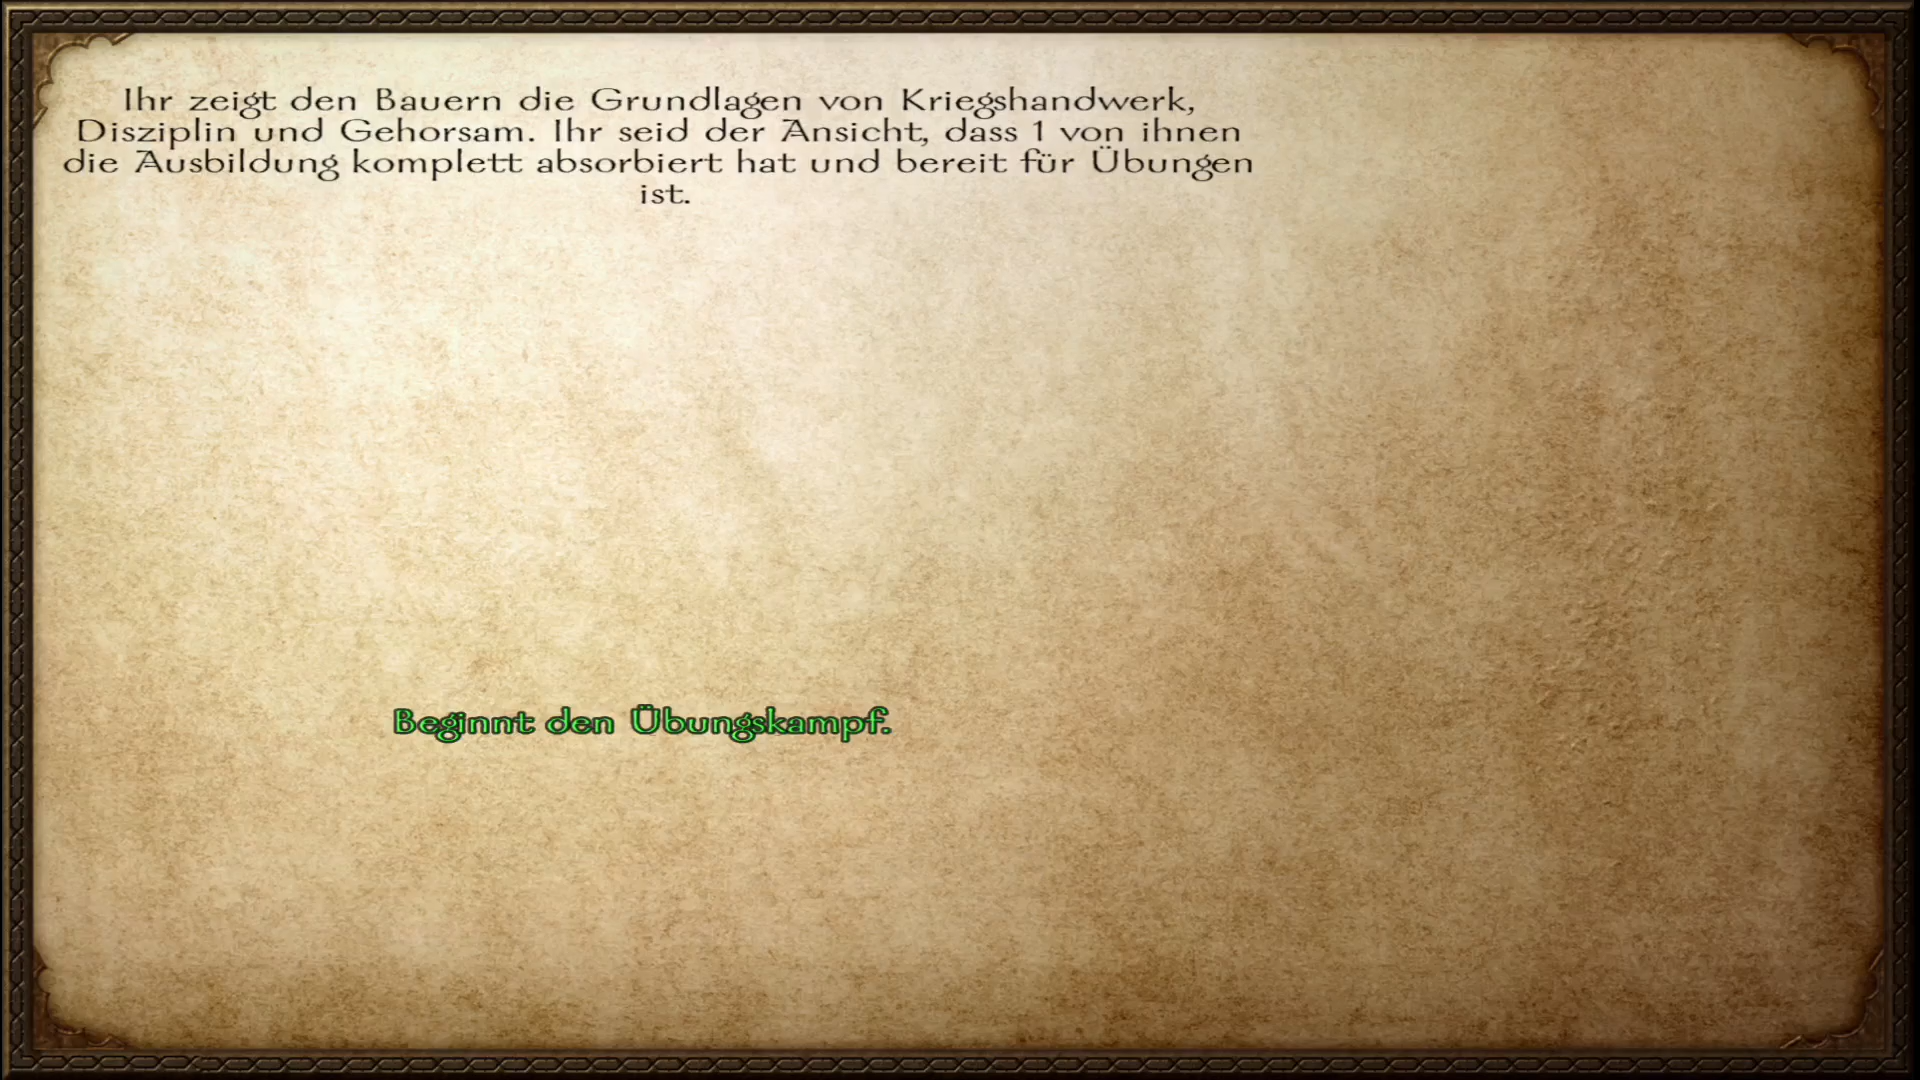 Ihr zeigt den Bauern die Grundlagen von Kriegshandwerk,
Disziplin und Gehorsam. Ihr seid der Ansicht, dass 1 von ihnen
die Ausbildung komplett absorbiert hat und bereit für Übungen
ist.
Beginnt den Übungskampf.